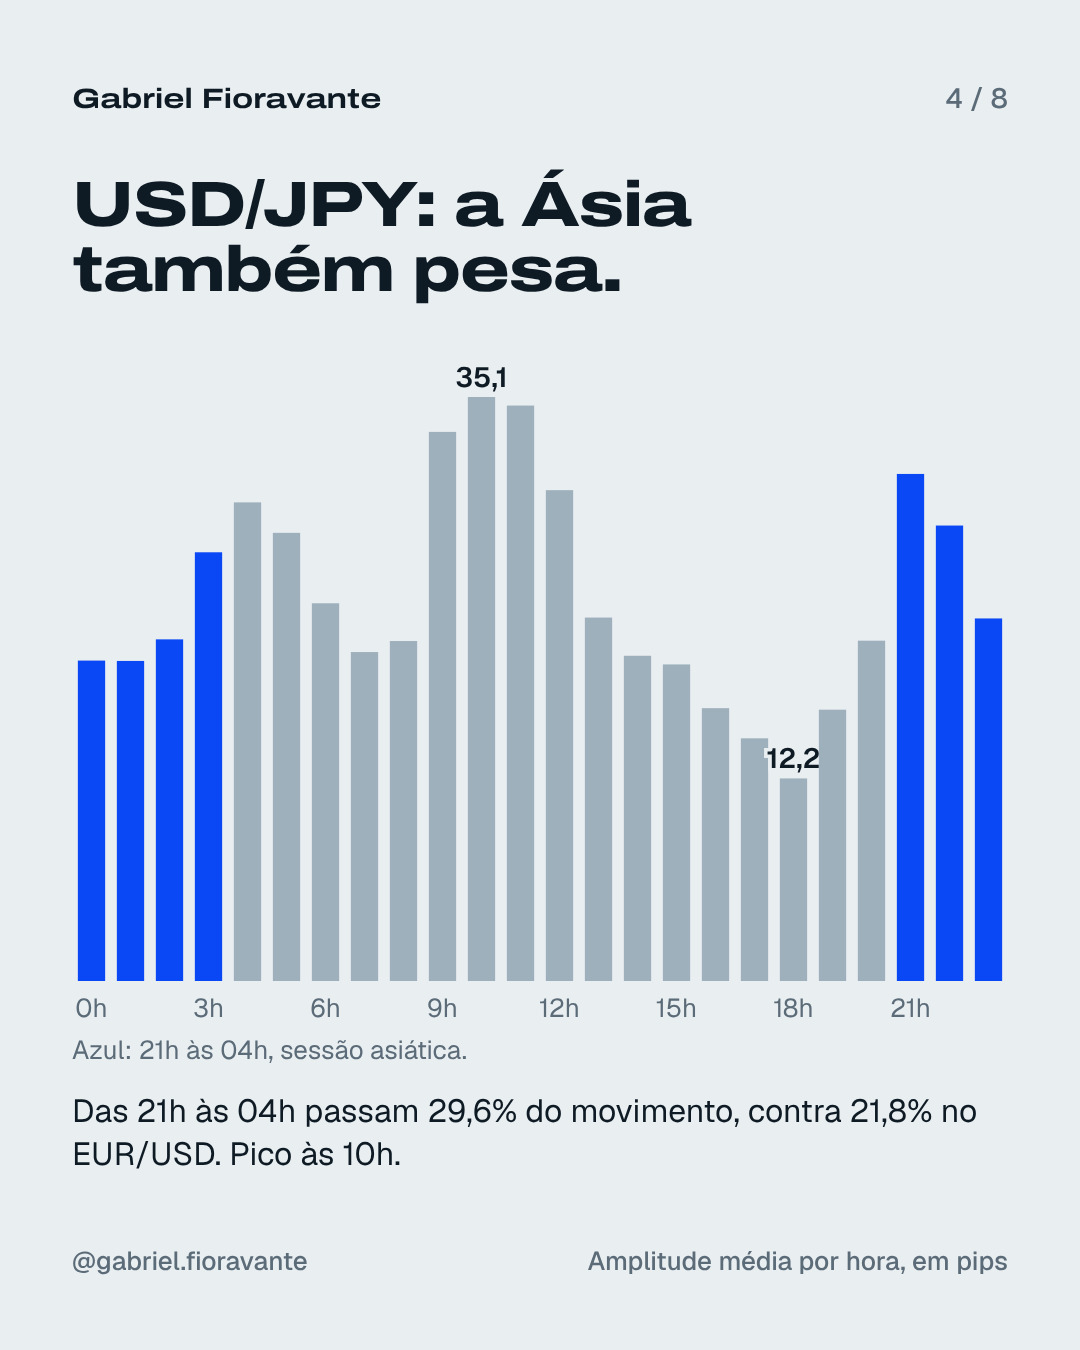 Gabriel Fioravante
4 / 8
USD/JPY: a Ásia
também pesa.
35,1
12,2
0h 3h 6h 9h 12h 15h 18h 21h
Azul: 21h às 04h, sessão asiática.
Das 21h às 04h passam 29,6% do movimento, contra 21,8% no
EUR/USD. Pico às 10h.
@gabriel.fioravante
Amplitude média por hora, em pips